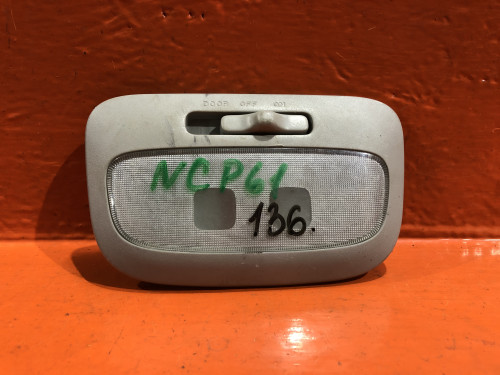 DOOR OFF ON
NCP61
136.